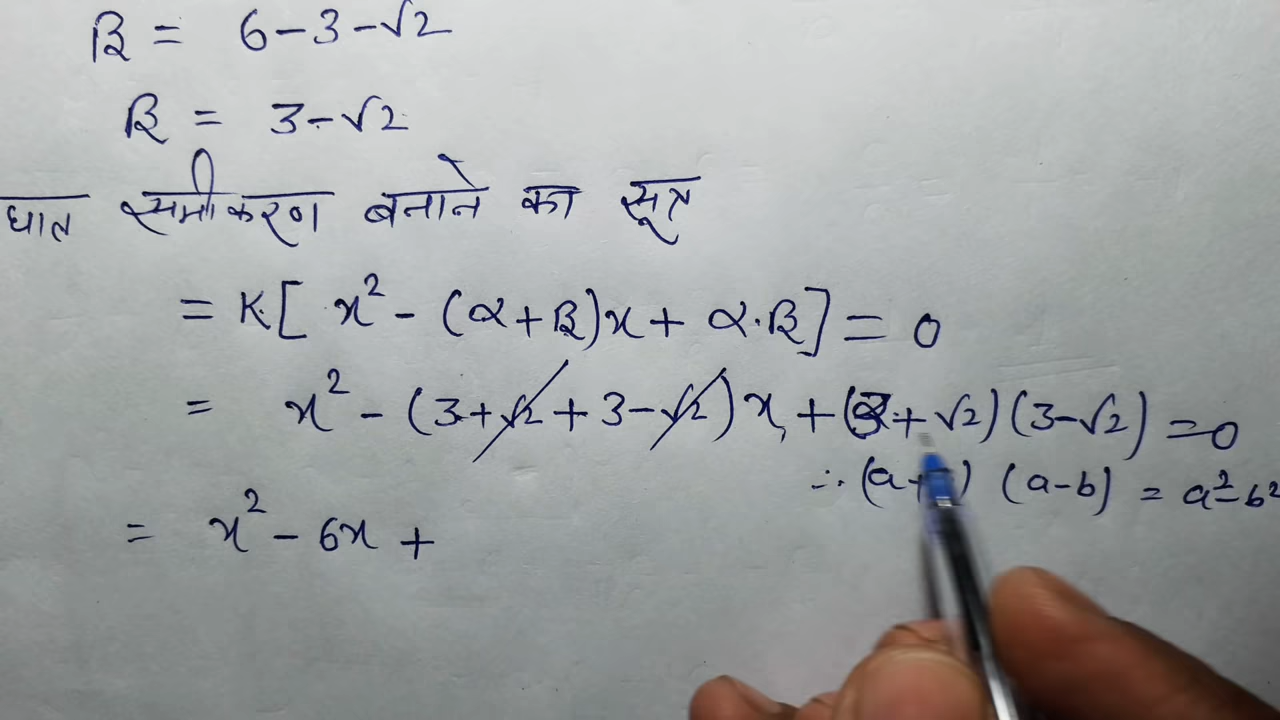 β = 6-3-√2
β = 3-√2
घात समीकरण बनाने का सूत्र
= K[ x² - (α+β)x + α.β] = 0
= x² - (3+√2+3-√2)x + (3+√2)(3-√2) = 0
∴ (a+ ) (a-b) = a²-b²
= x² - 6x +